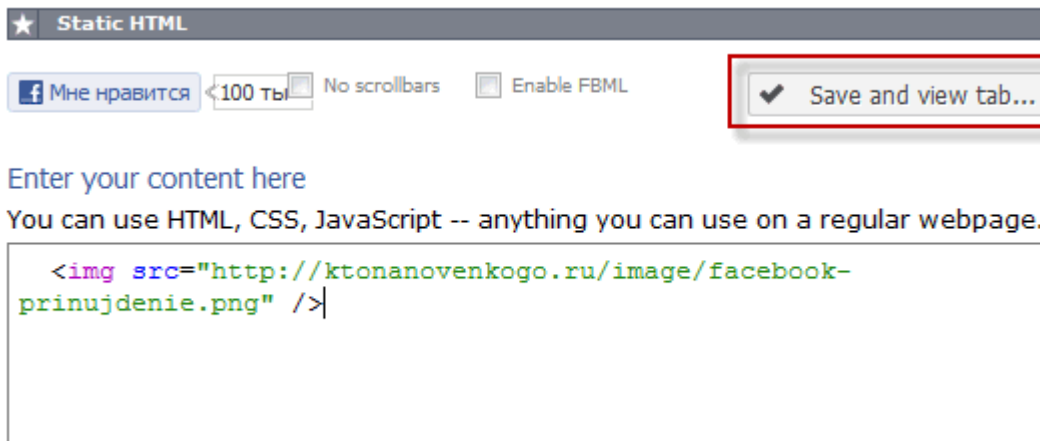 Static HTML
Мне нравится 100 ты No scrollbars Enable FBML Save and view tab...
Enter your content here
You can use HTML, CSS, JavaScript -- anything you can use on a regular webpage.
<img src="http://ktonanovenkogo.ru/image/facebook-
prinujdenie.png" />